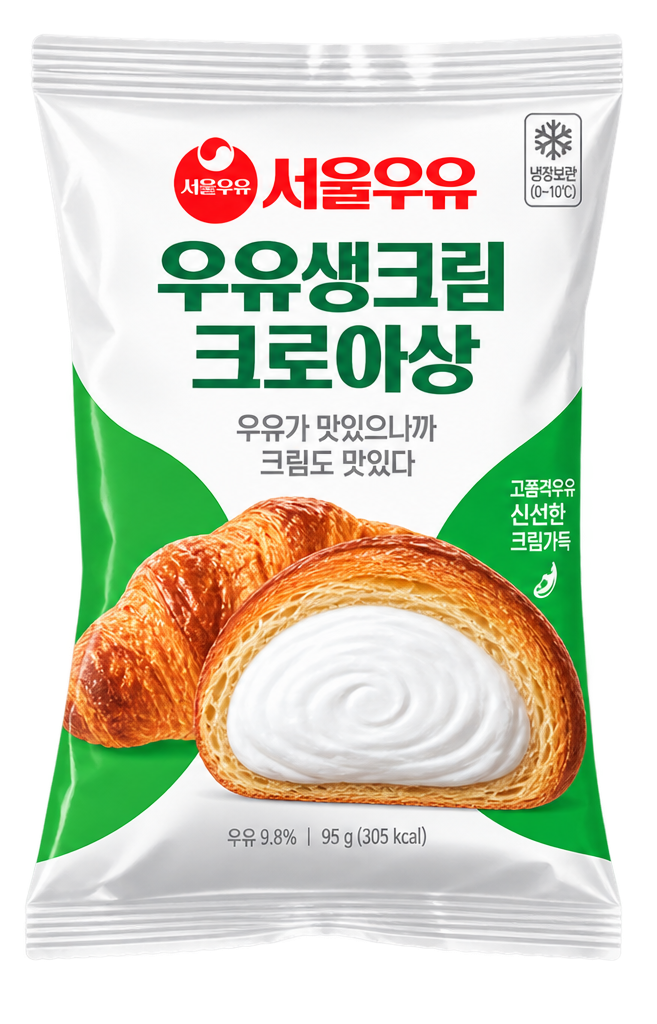 서울우유
서울우유
냉장보관
(0~10℃)
우유생크림
크로아상
우유가 맛있으나까
크림도 맛있다
고폼격우유
신선한
크림가득
우유 9.8% | 95 g (305 kcal)